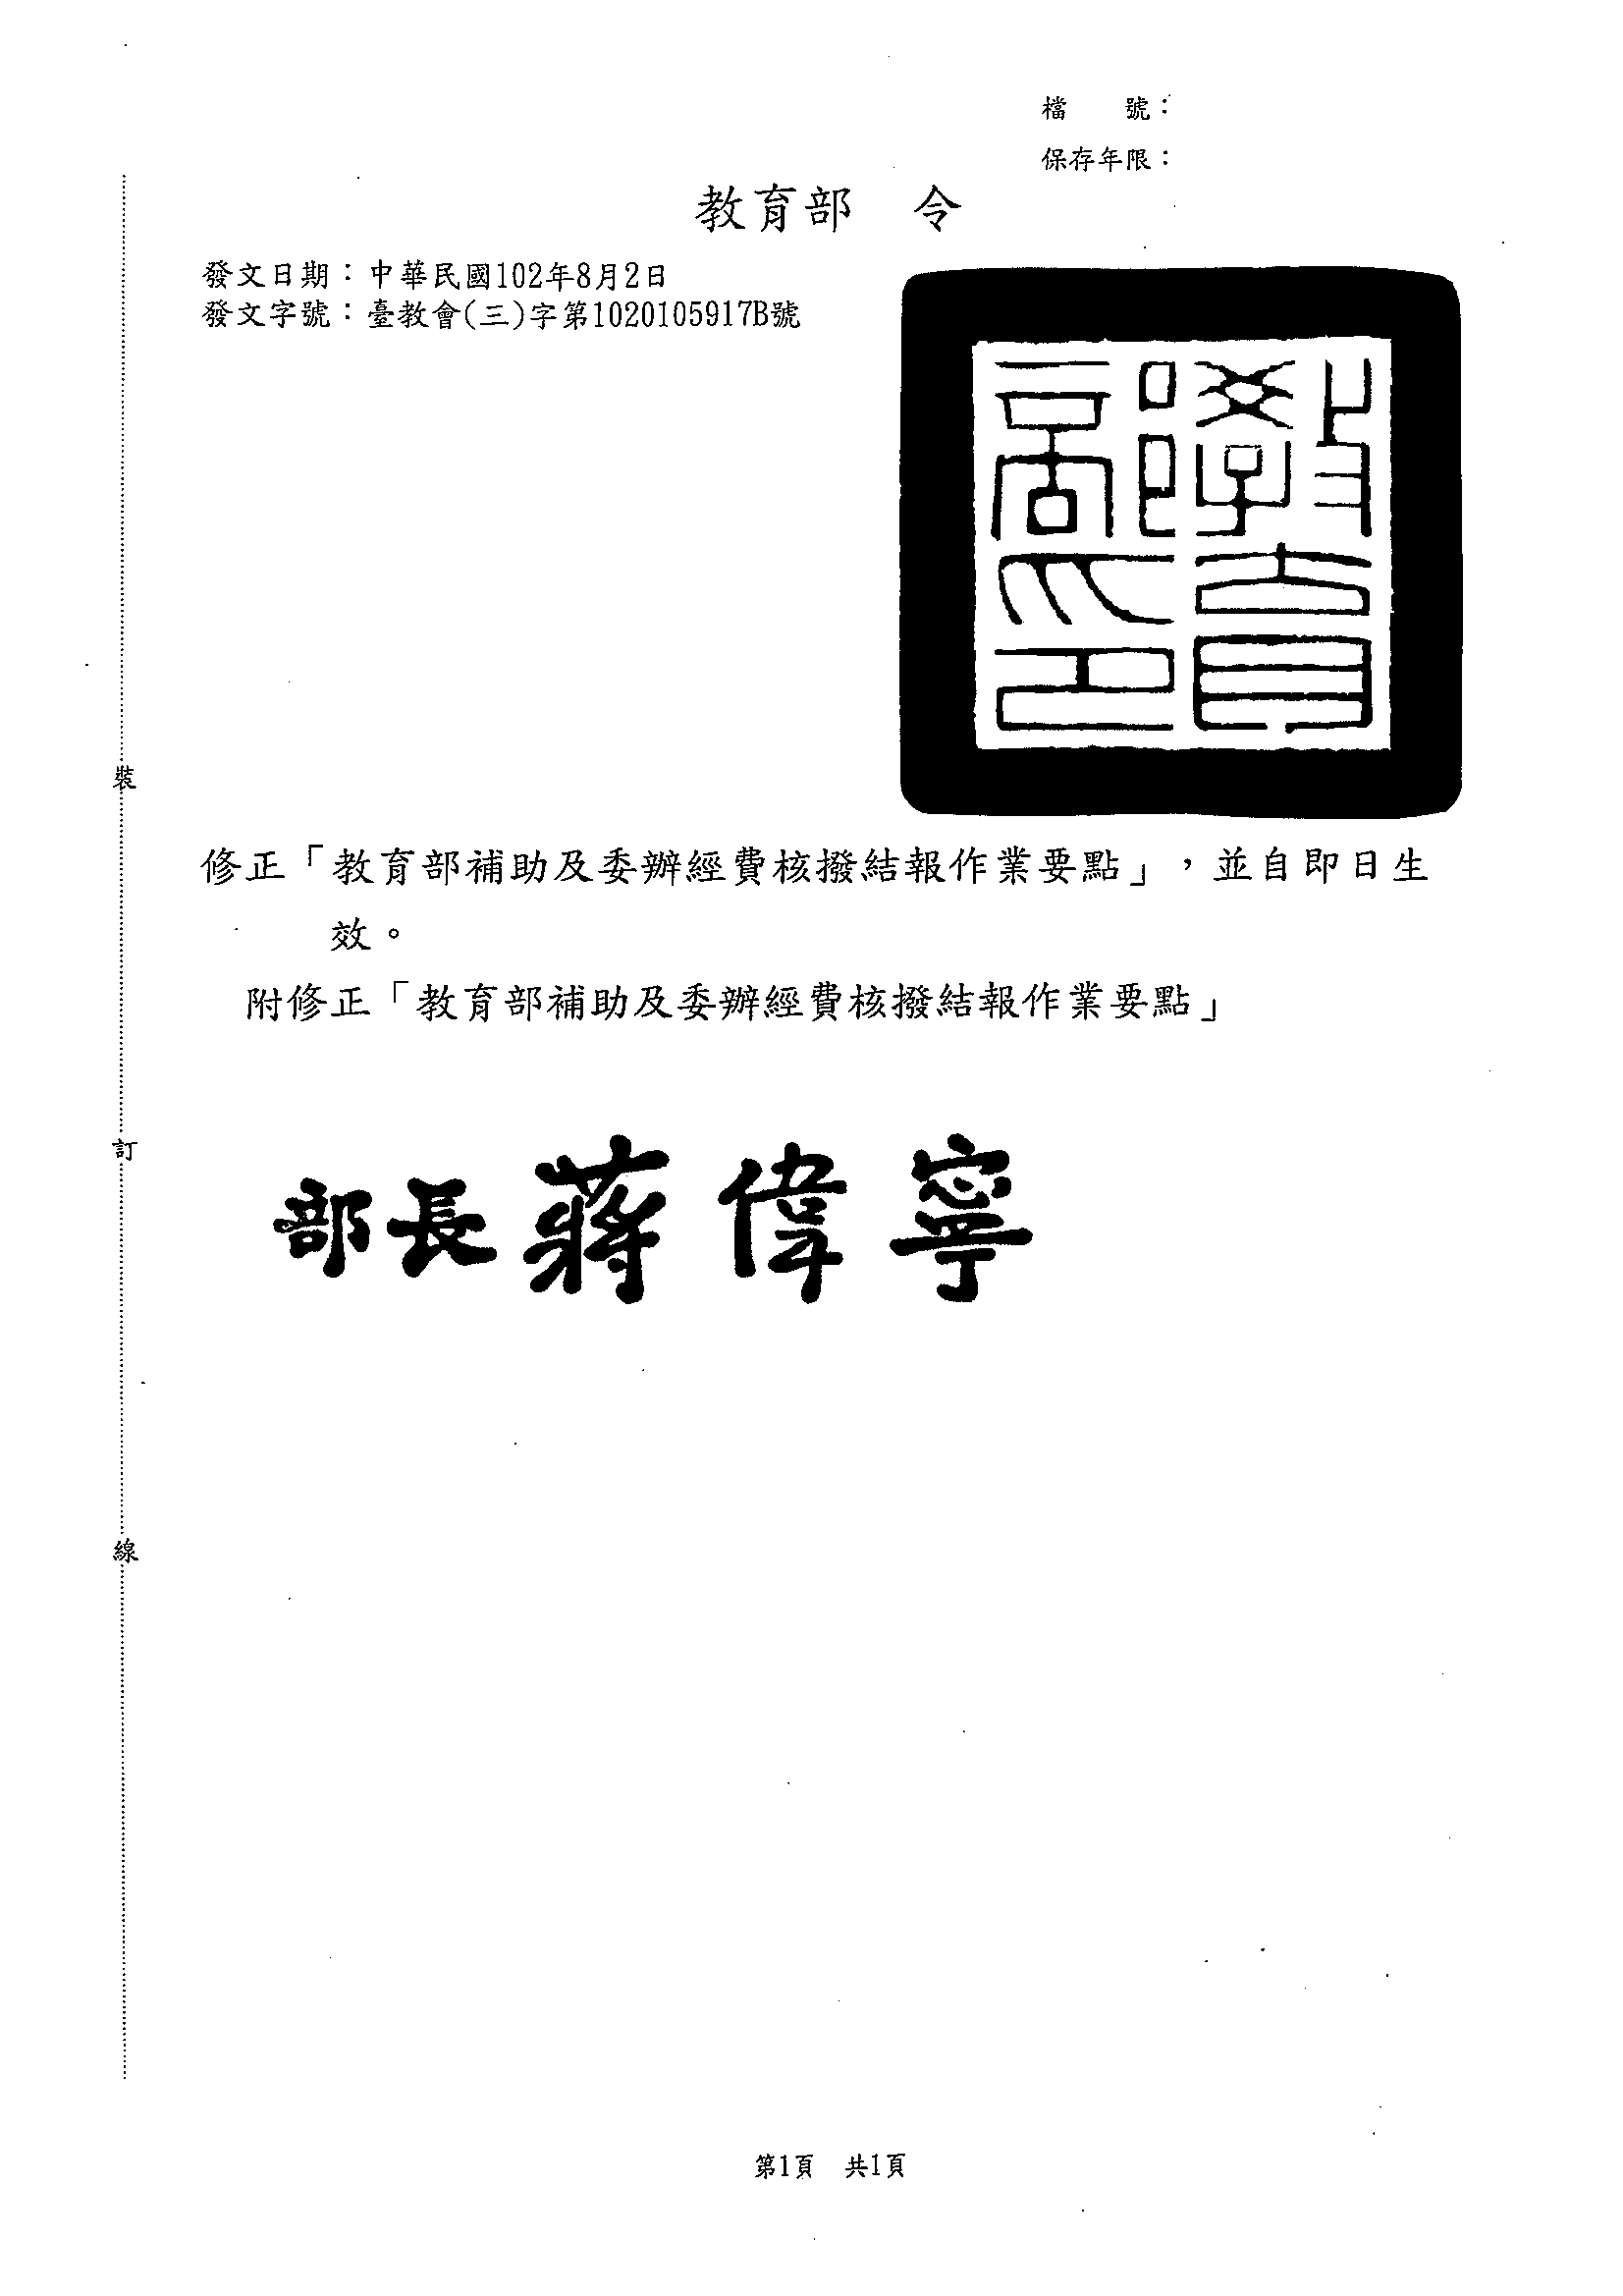 檔　　號：
保存年限：
教育部　令
發文日期：中華民國102年8月2日
發文字號：臺教會(三)字第1020105917B號
教育部印
修正「教育部補助及委辦經費核撥結報作業要點」，並自即日生
效。
附修正「教育部補助及委辦經費核撥結報作業要點」
部長蔣偉寧
裝
訂
線
第1頁　共1頁